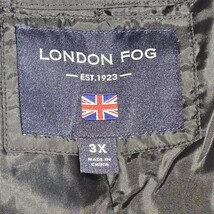 LONDON FOG
EST.1923
3X
MADE IN
CHINA